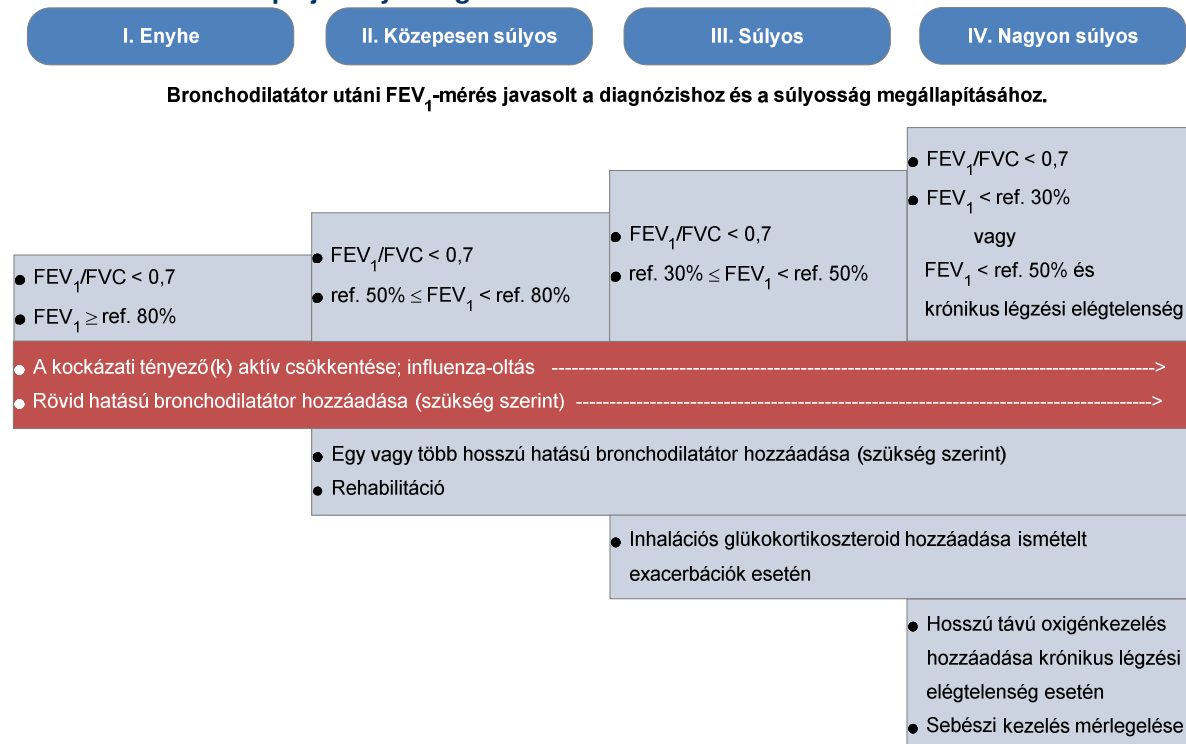 I. Enyhe
II. Közepesen súlyos
III. Súlyos
IV. Nagyon súlyos
Bronchodilatátor utáni FEV1-mérés javasolt a diagnózishoz és a súlyosság megállapításához.
● FEV1/FVC < 0,7
● FEV1 ≥ ref. 80%
● FEV1/FVC < 0,7
● ref. 50% ≤ FEV1 < ref. 80%
● FEV1/FVC < 0,7
● ref. 30% ≤ FEV1 < ref. 50%
● FEV1/FVC < 0,7
● FEV1 < ref. 30%
vagy
FEV1 < ref. 50% és
krónikus légzési elégtelenség
● A kockázati tényező(k) aktív csökkentése; influenza-oltás
● Rövid hatású bronchodilatátor hozzáadása (szükség szerint)
● Egy vagy több hosszú hatású bronchodilatátor hozzáadása (szükség szerint)
● Rehabilitáció
● Inhalációs glükokortikoszteroid hozzáadása ismételt
exacerbációk esetén
● Hosszú távú oxigénkezelés
hozzáadása krónikus légzési
elégtelenség esetén
● Sebészi kezelés mérlegelése